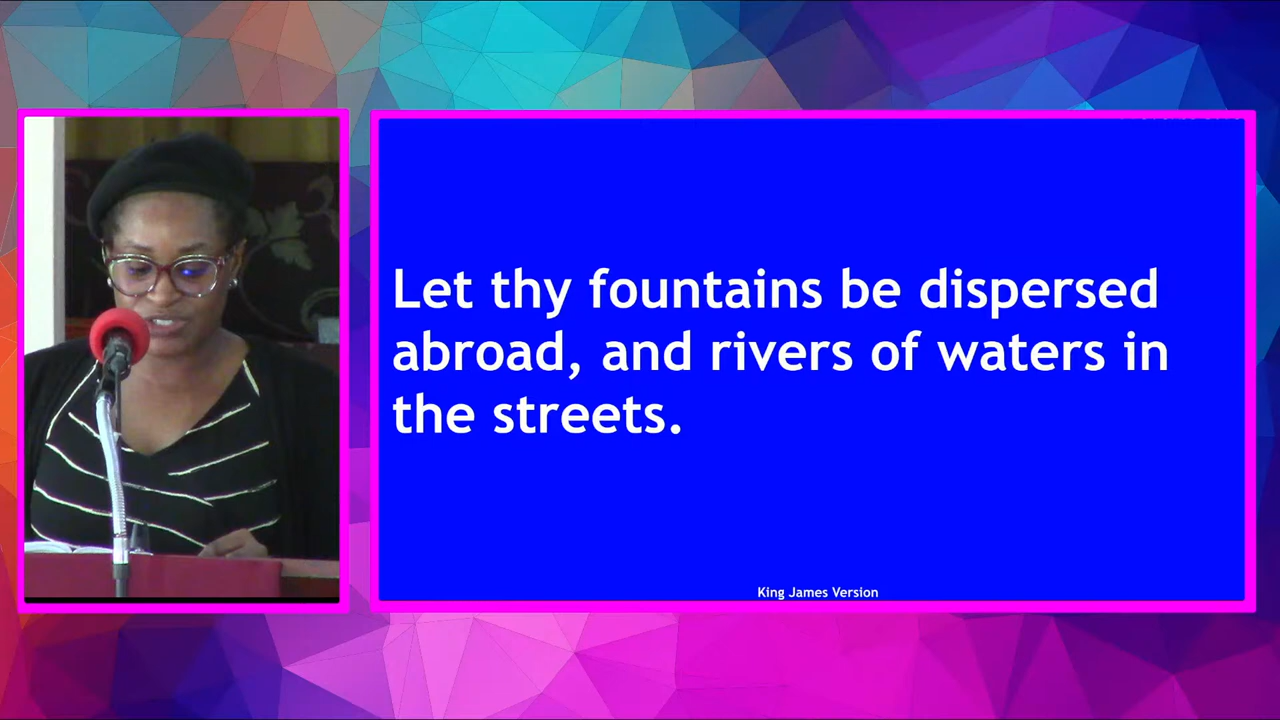 Let thy fountains be dispersed
abroad, and rivers of waters in
the streets.
King James Version